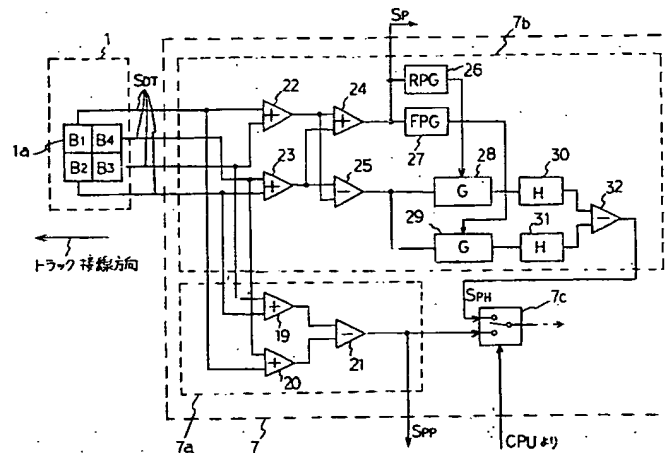 1
SDT
1a
B1 B4
B2 B3
トラック接線方向
SP
7b
22
24
RPG
26
FPG
27
28
30
+
+
23
25
+
−
G
H
32
−
29
G
31
H
SPH
7c
19
+
20
+
21
−
7a
7
SPP
CPUより